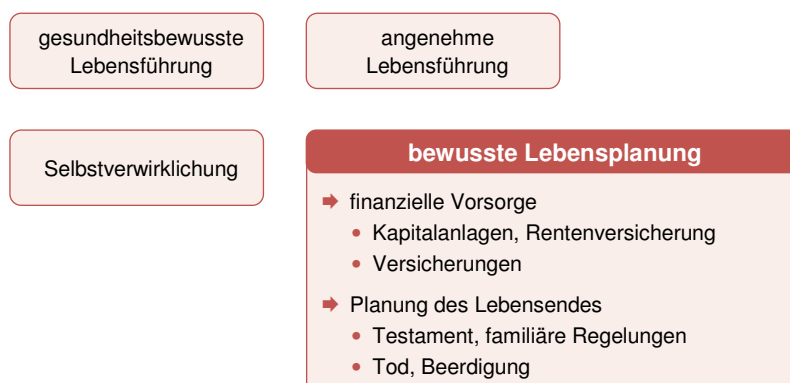 gesundheitsbewusste
Lebensführung
angenehme
Lebensführung
Selbstverwirklichung
bewusste Lebensplanung
finanzielle Vorsorge
Kapitalanlagen, Rentenversicherung
Versicherungen
Planung des Lebensendes
Testament, familiäre Regelungen
Tod, Beerdigung